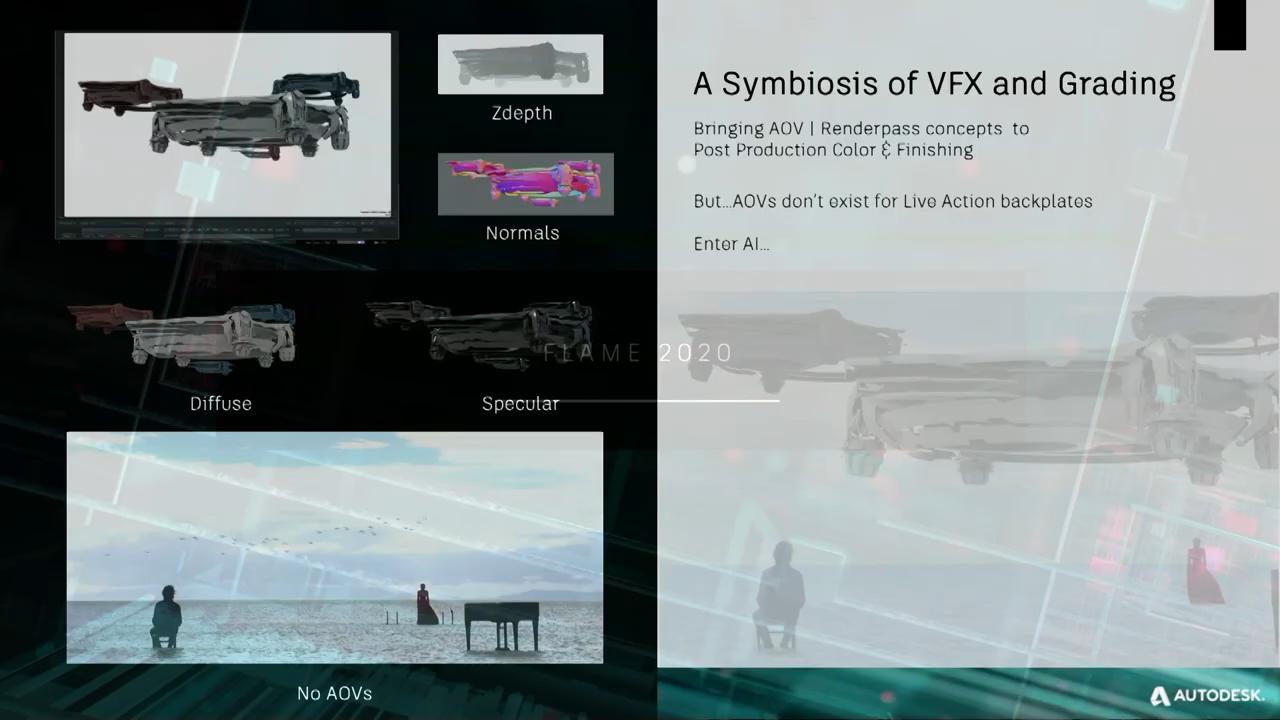 Zdepth
Normals
Diffuse
Specular
No AOVs
FLAME 2020
A Symbiosis of VFX and Grading
Bringing AOV | Renderpass concepts to
Post Production Color & Finishing
But...AOVs don't exist for Live Action backplates
Enter AI...
AUTODESK.